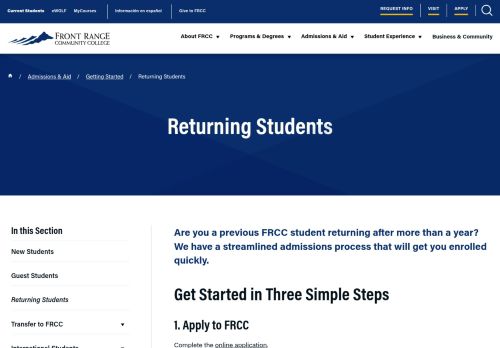 Current Students eWOLF MyCourses Información en español Give to FRCC REQUEST INFO VISIT APPLY
FRONT RANGE
COMMUNITY COLLEGE
About FRCC Programs & Degrees Admissions & Aid Student Experience Business & Community
/ Admissions & Aid / Getting Started / Returning Students
Returning Students
In this Section
New Students
Guest Students
Returning Students
Transfer to FRCC
International Students
Are you a previous FRCC student returning after more than a year?
We have a streamlined admissions process that will get you enrolled
quickly.
Get Started in Three Simple Steps
1. Apply to FRCC
Complete the online application: